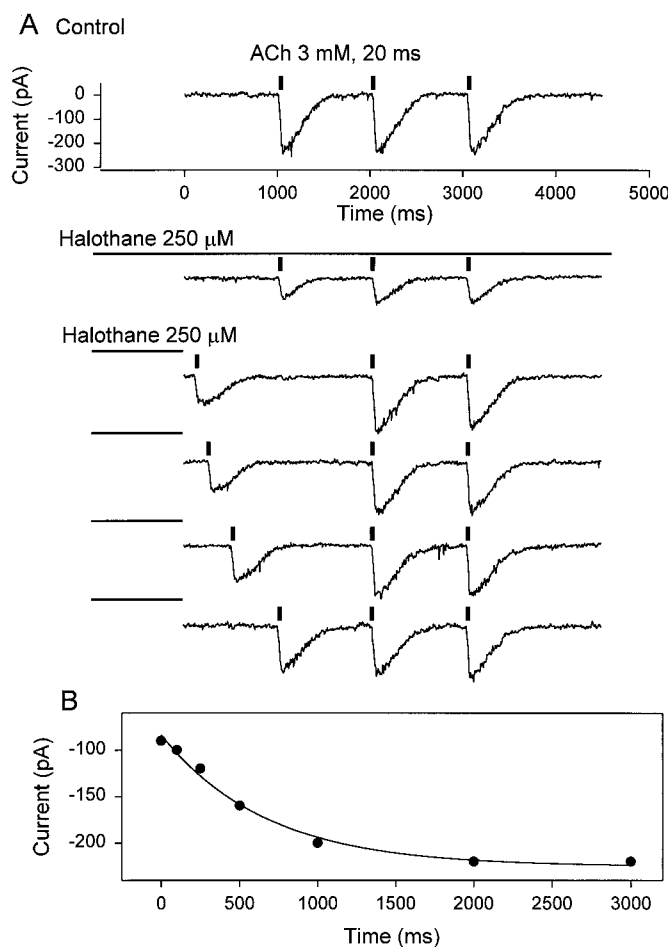 A Control
ACh 3 mM, 20 ms
Current (pA)
0
-100
-200
-300
0 1000 2000 3000 4000 5000
Time (ms)
Halothane 250 μM
Halothane 250 μM
B
Current (pA)
-100
-150
-200
0 500 1000 1500 2000 2500 3000
Time (ms)